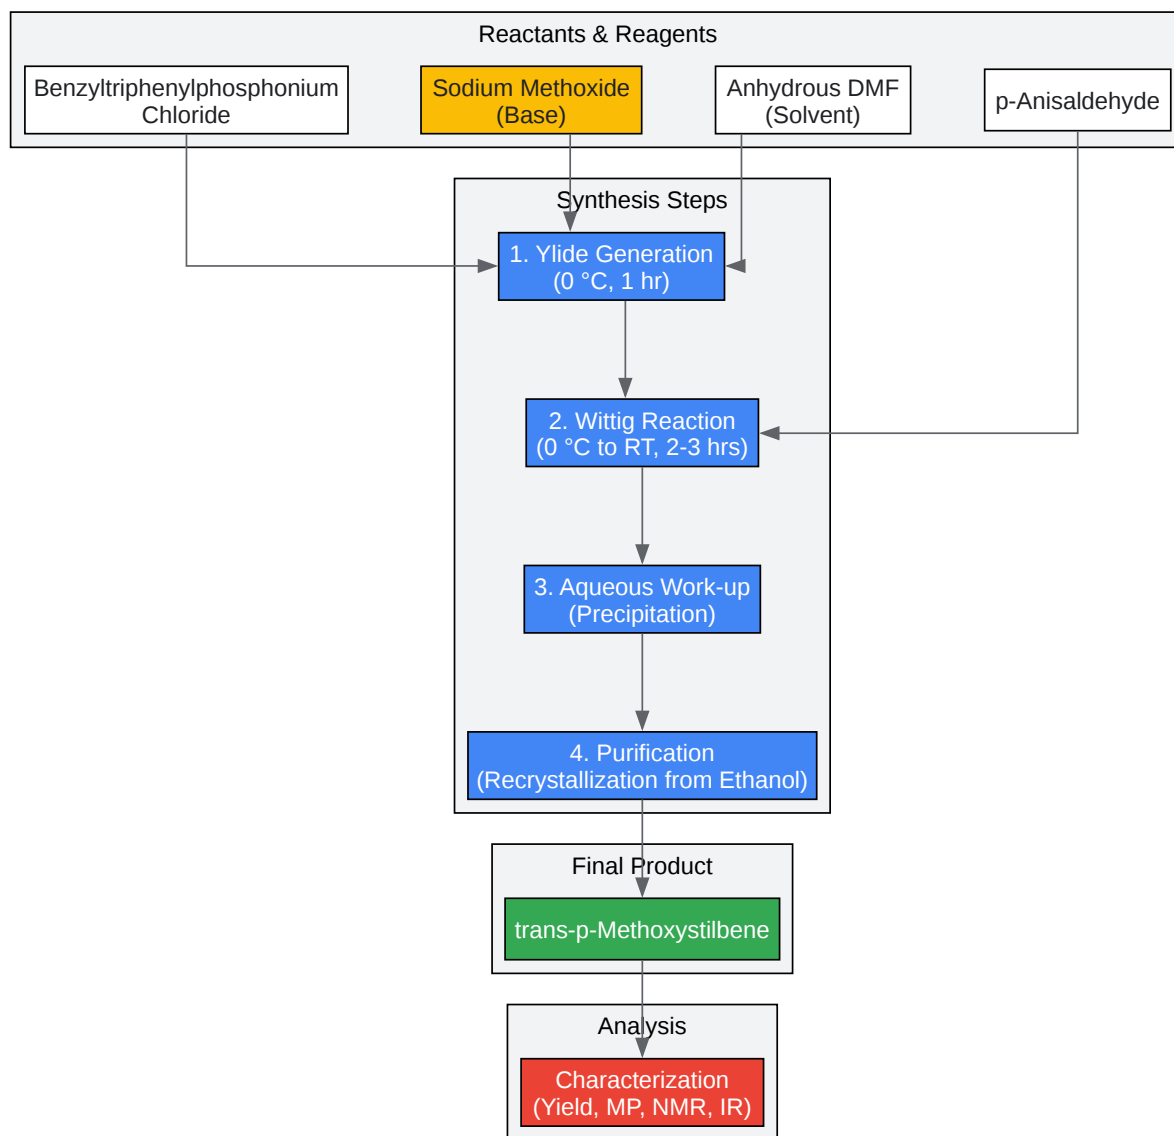 Reactants & Reagents
Benzyltriphenylphosphonium
Chloride
Sodium Methoxide
(Base)
Anhydrous DMF
(Solvent)
p-Anisaldehyde
Synthesis Steps
1. Ylide Generation
(0 °C, 1 hr)
2. Wittig Reaction
(0 °C to RT, 2-3 hrs)
3. Aqueous Work-up
(Precipitation)
4. Purification
(Recrystallization from Ethanol)
Final Product
trans-p-Methoxystilbene
Analysis
Characterization
(Yield, MP, NMR, IR)